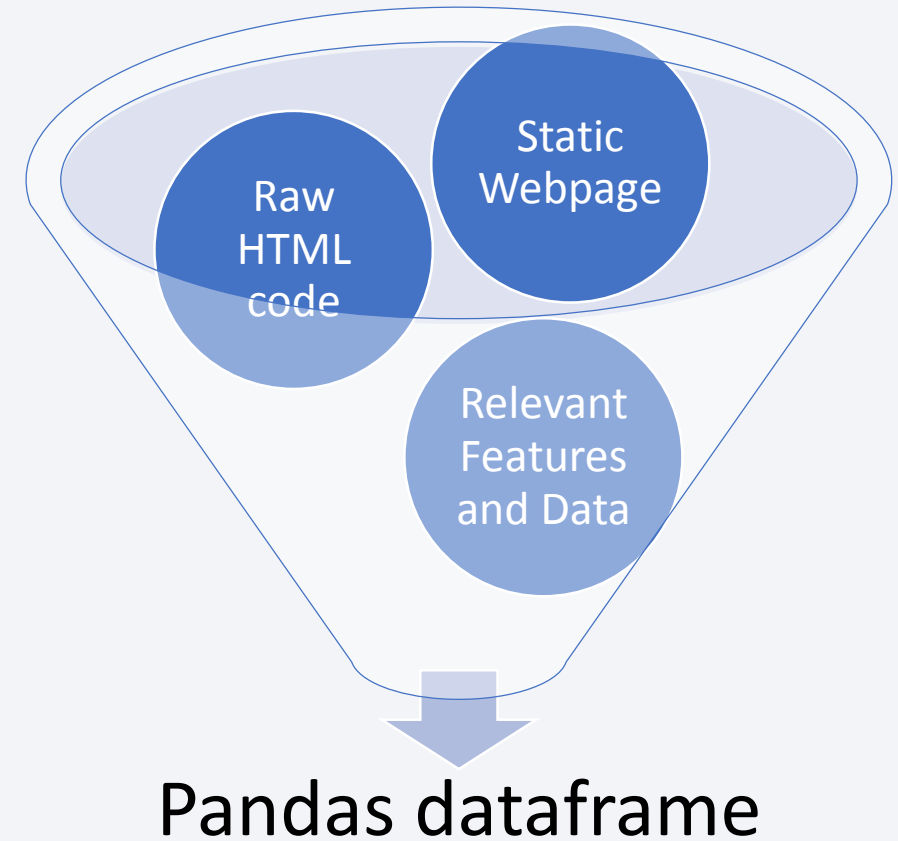 Static
Webpage
Raw
HTML
code
Relevant
Features
and Data
Pandas dataframe